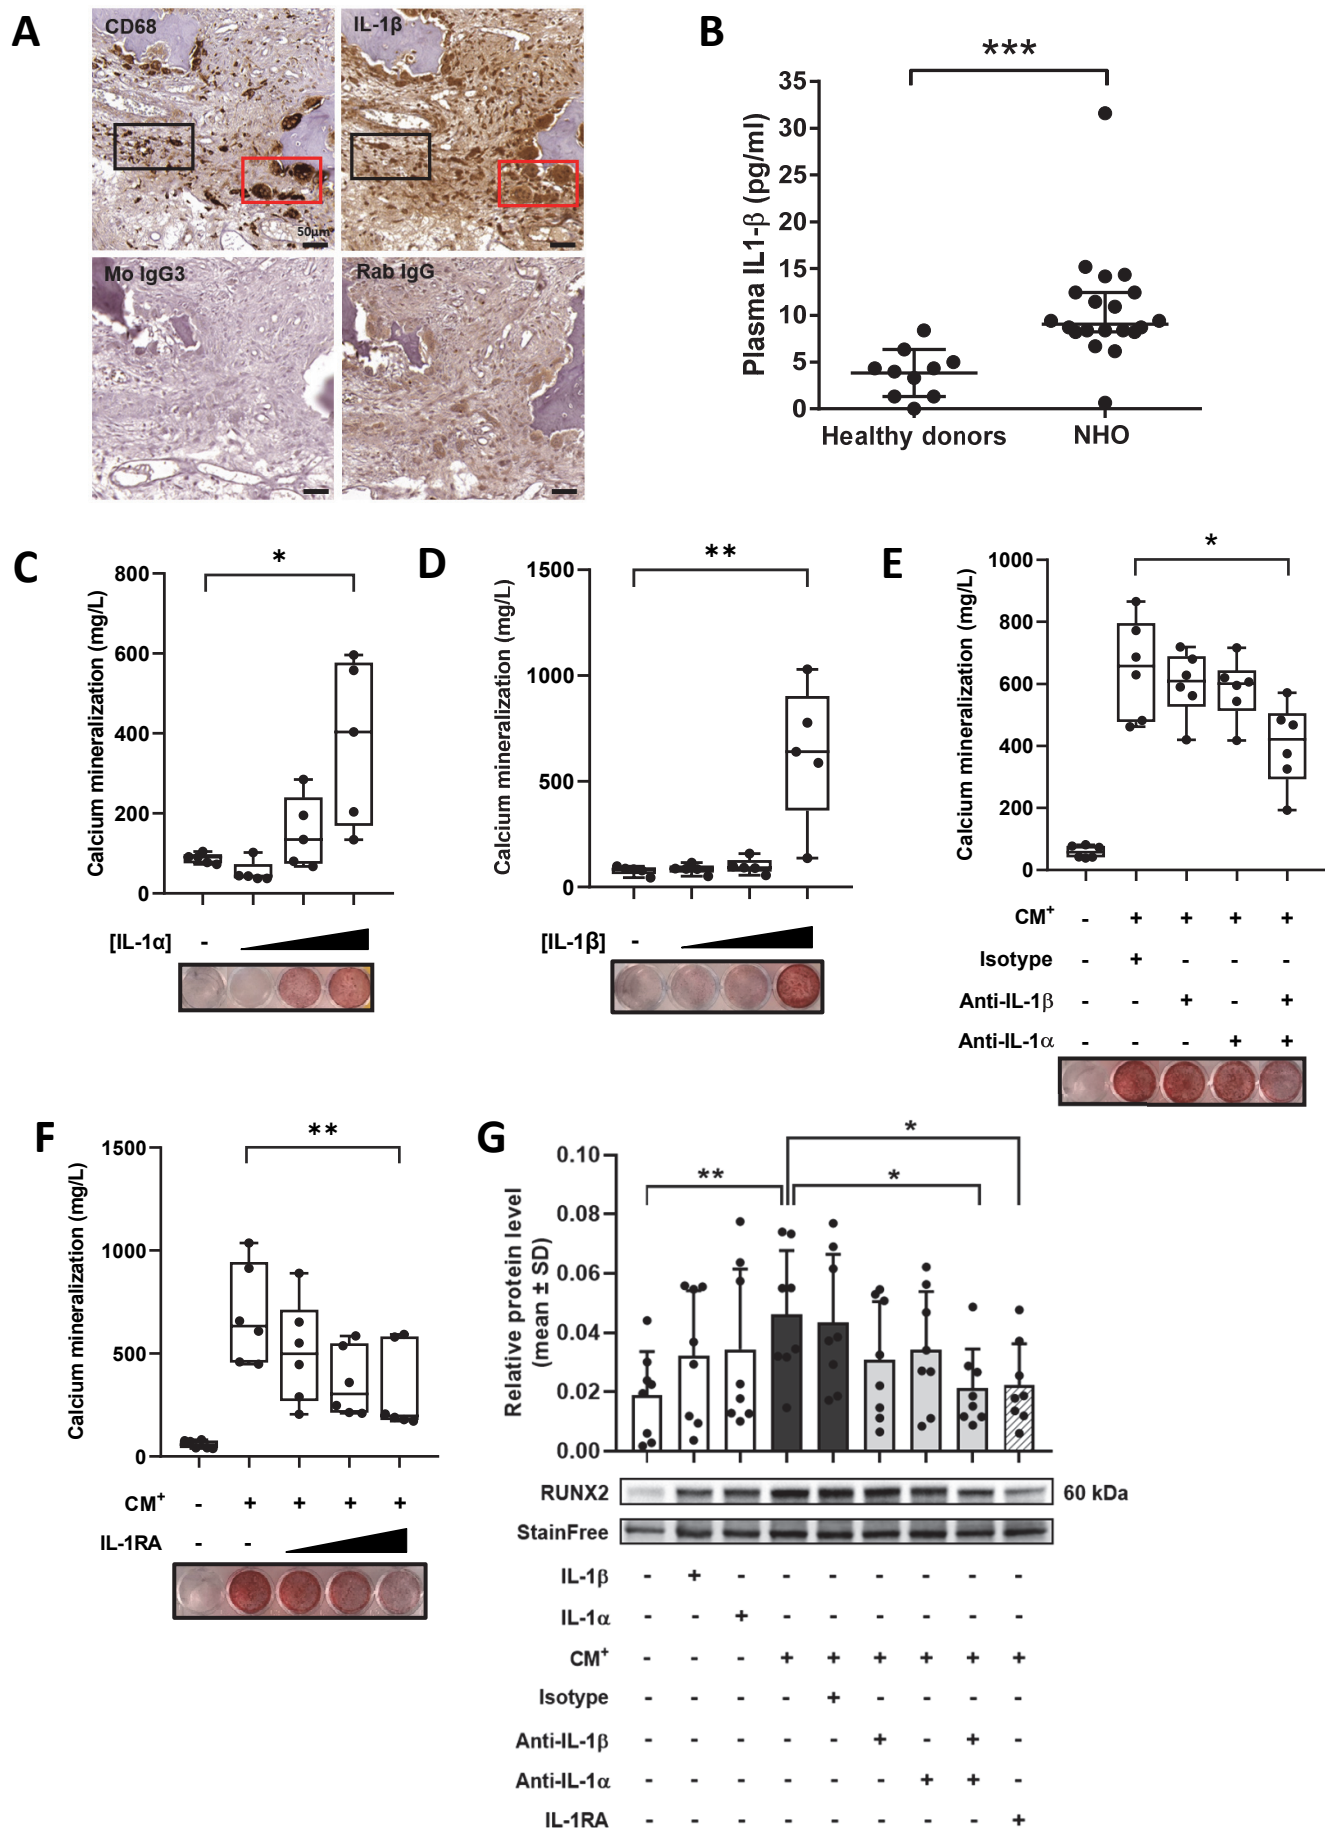 A
CD68
IL-1β
50µm
Mo IgG3
Rab IgG
B
***
Plasma IL1-β (pg/ml)
35
30
25
20
15
10
5
0
Healthy donors
NHO
C
*
Calcium mineralization (mg/L)
800
600
400
200
0
[IL-1α]
-
D
**
Calcium mineralization (mg/L)
1500
1000
500
0
[IL-1β]
-
E
*
Calcium mineralization (mg/L)
1000
800
600
400
200
0
CM+ - + + + +
Isotype - + - - -
Anti-IL-1β - - + - +
Anti-IL-1α - - - + +
F
**
Calcium mineralization (mg/L)
1500
1000
500
0
CM+ - + + + +
IL-1RA - -
G
*
**
*
Relative protein level
(mean ± SD)
0.10
0.08
0.06
0.04
0.02
0.00
RUNX2
60 kDa
StainFree
IL-1β - + - - - - - - -
IL-1α - - + - - - - - -
CM+ - - - + + + + + +
Isotype - - - - + - - - -
Anti-IL-1β - - - - - + - + -
Anti-IL-1α - - - - - - + + -
IL-1RA - - - - - - - - +